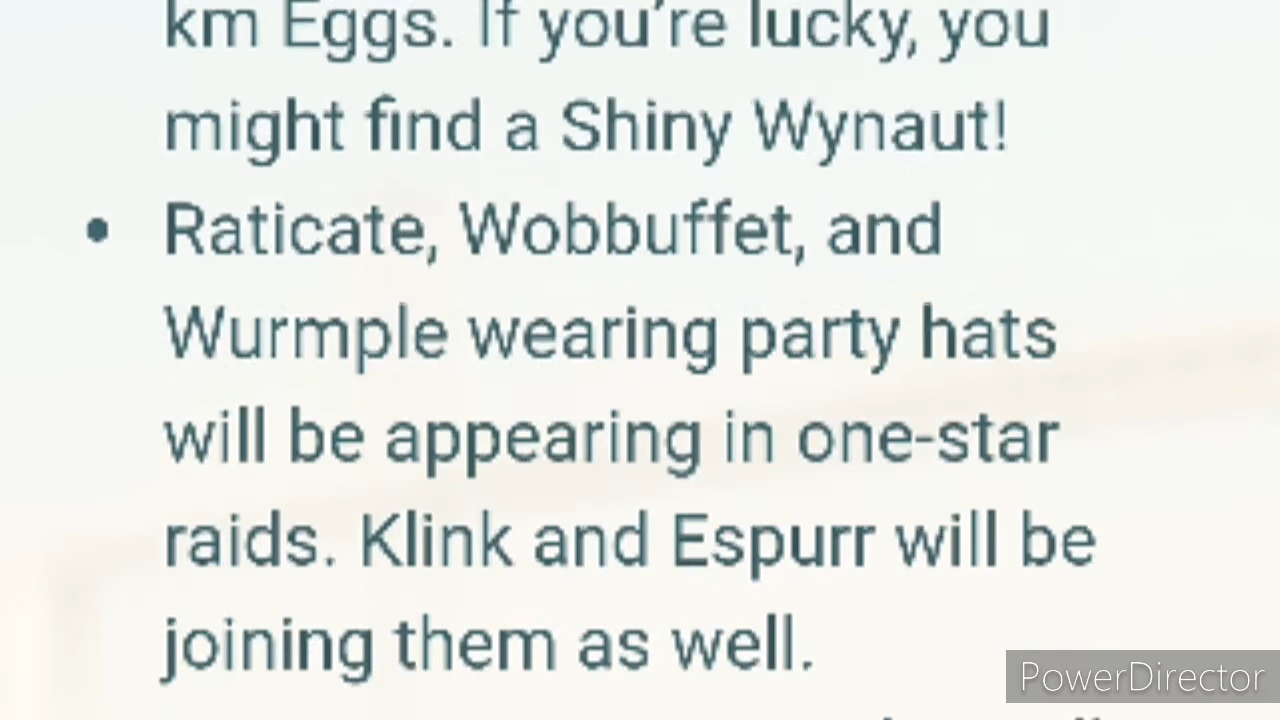 km Eggs. If you're lucky, you
might find a Shiny Wynaut!
• Raticate, Wobbuffet, and
Wurmple wearing party hats
will be appearing in one-star
raids. Klink and Espurr will be
joining them as well.
PowerDirector